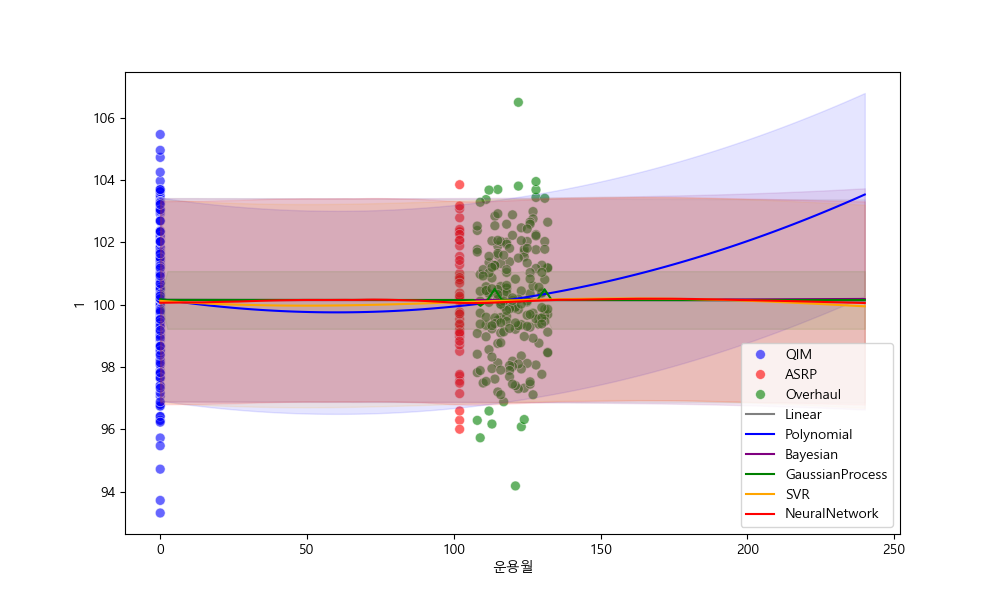 106
104
102
100
98
96
94
1
0
50
100
150
200
250
운용월
QIM
ASRP
Overhaul
Linear
Polynomial
Bayesian
GaussianProcess
SVR
NeuralNetwork